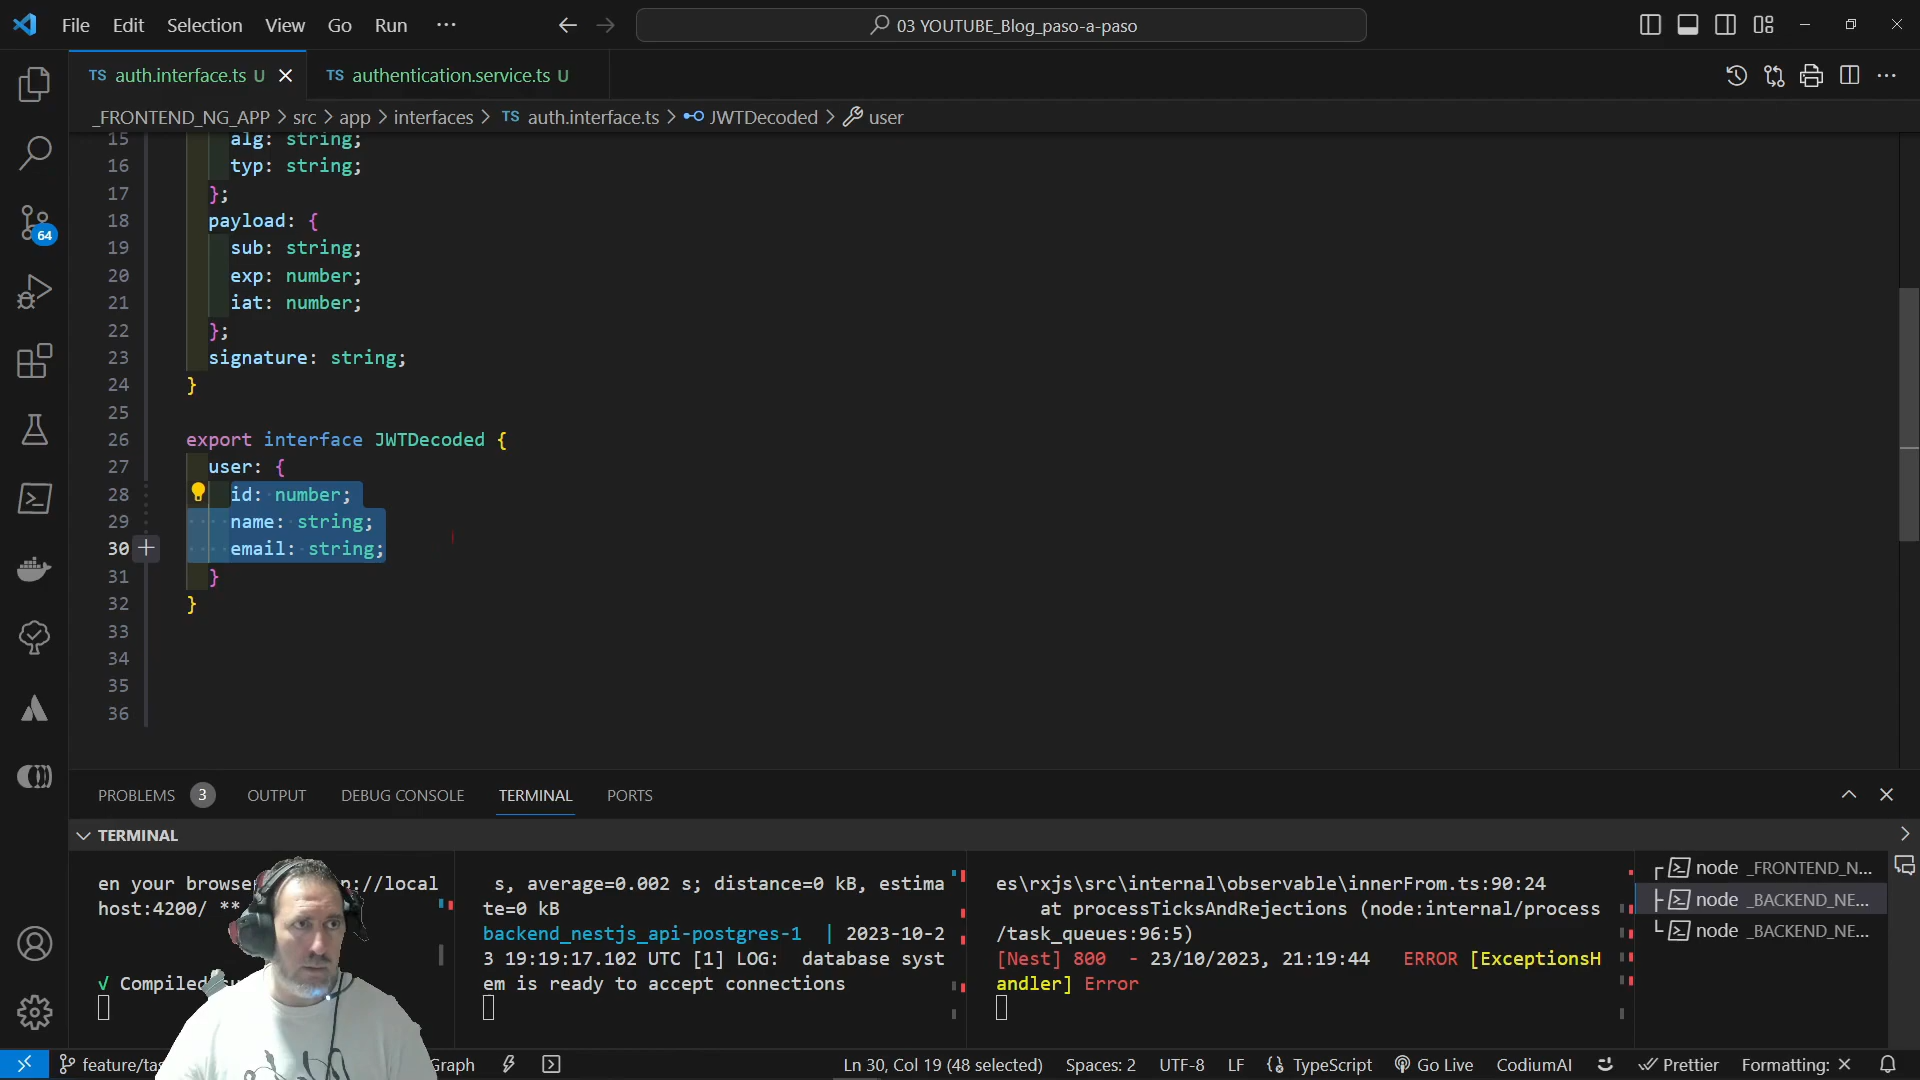 File Edit Selection View Go Run ···
03 YOUTUBE_Blog_paso-a-paso
TS auth.interface.ts U
TS authentication.service.ts U
_FRONTEND_NG_APP > src > app > interfaces > TS auth.interface.ts > JWTDecoded > user
15 alg: string;
16 typ: string;
17 };
18 payload: {
19 sub: string;
20 exp: number;
21 iat: number;
22 };
23 signature: string;
24 }
25
26 export interface JWTDecoded {
27 user: {
28 id: number;
29 name: string;
30 email: string;
31 }
32 }
33
34
35
36
64
PROBLEMS 3 OUTPUT DEBUG CONSOLE TERMINAL PORTS
TERMINAL
en your browse p://local
host:4200/ **
√ Compiled
s, average=0.002 s; distance=0 kB, estima
te=0 kB
backend_nestjs_api-postgres-1 | 2023-10-2
3 19:19:17.102 UTC [1] LOG: database syst
em is ready to accept connections
es\rxjs\src\internal\observable\innerFrom.ts:90:24
at processTicksAndRejections (node:internal/process
/task_queues:96:5)
[Nest] 800 - 23/10/2023, 21:19:44 ERROR [ExceptionsH
andler] Error
node _FRONTEND_N...
node _BACKEND_NE...
node _BACKEND_NE...
feature/ta Graph Ln 30, Col 19 (48 selected) Spaces: 2 UTF-8 LF TypeScript Go Live CodiumAI Prettier Formatting: ✕